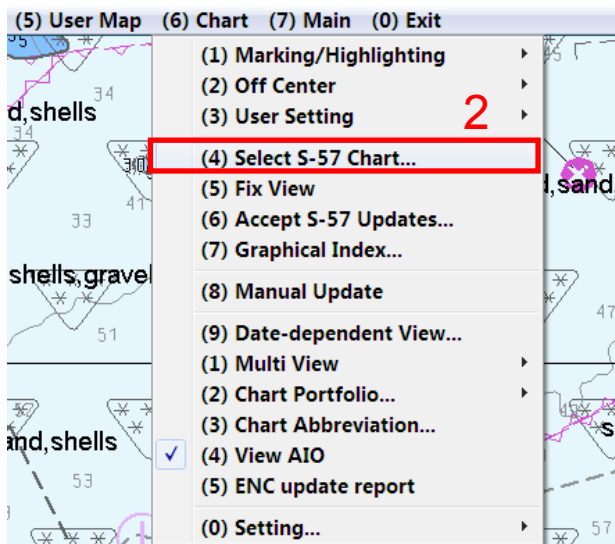 (5) User Map (6) Chart (7) Main (0) Exit
(1) Marking/Highlighting
(2) Off Center
(3) User Setting
2
(4) Select S-57 Chart...
(5) Fix View
(6) Accept S-57 Updates...
(7) Graphical Index...
(8) Manual Update
(9) Date-dependent View...
(1) Multi View
(2) Chart Portfolio...
(3) Chart Abbreviation...
(4) View AIO
(5) ENC update report
(0) Setting...
34
d,shells
34
41
33
shells,gravel
51
and,shells
53
45
,sand
47
57